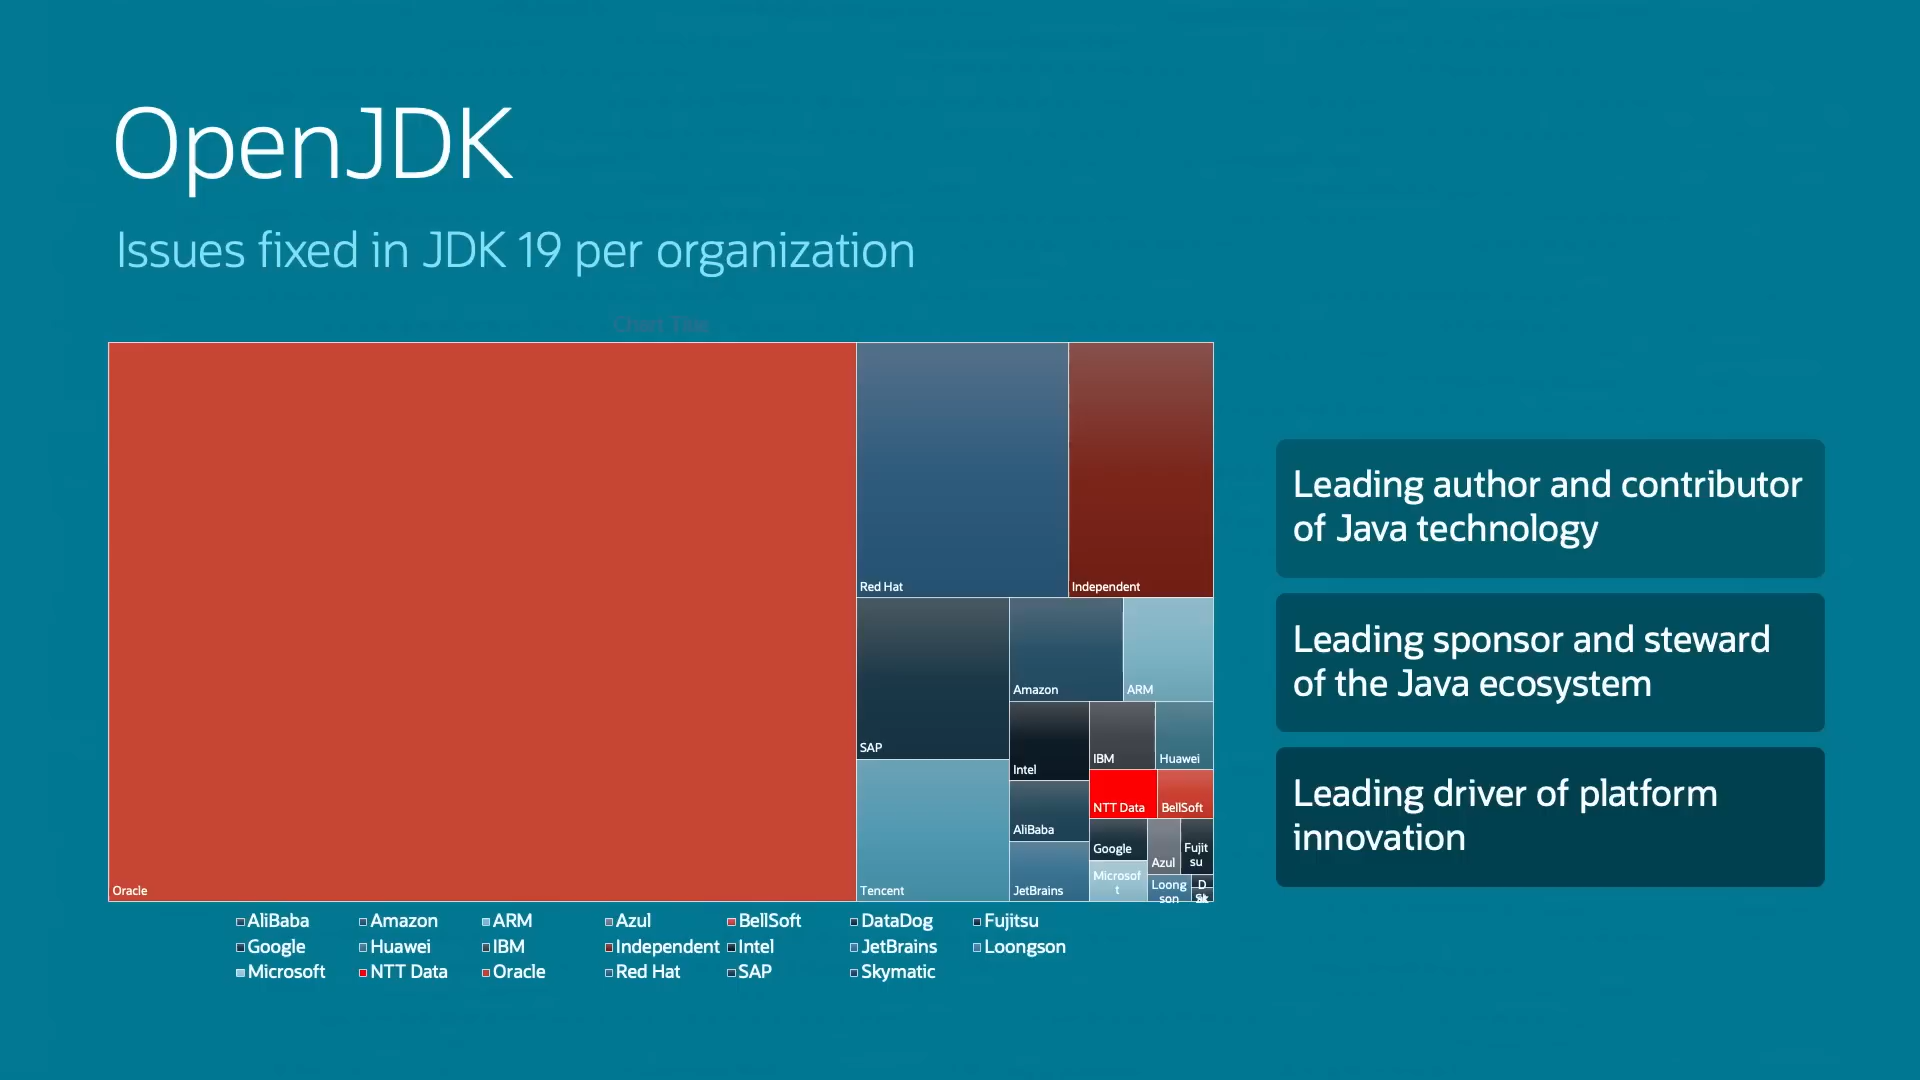 OpenJDK
Issues fixed in JDK 19 per organization
Chart Title
Oracle
Red Hat
Independent
SAP
Amazon
ARM
Intel
IBM
Huawei
NTT Data
BellSoft
AliBaba
Google
Azul
Fujit
su
Tencent
JetBrains
Microsof
t
Loong
son
D
AliBaba Amazon ARM Azul BellSoft DataDog Fujitsu
Google Huawei IBM Independent Intel JetBrains Loongson
Microsoft NTT Data Oracle Red Hat SAP Skymatic
Leading author and contributor
of Java technology
Leading sponsor and steward
of the Java ecosystem
Leading driver of platform
innovation